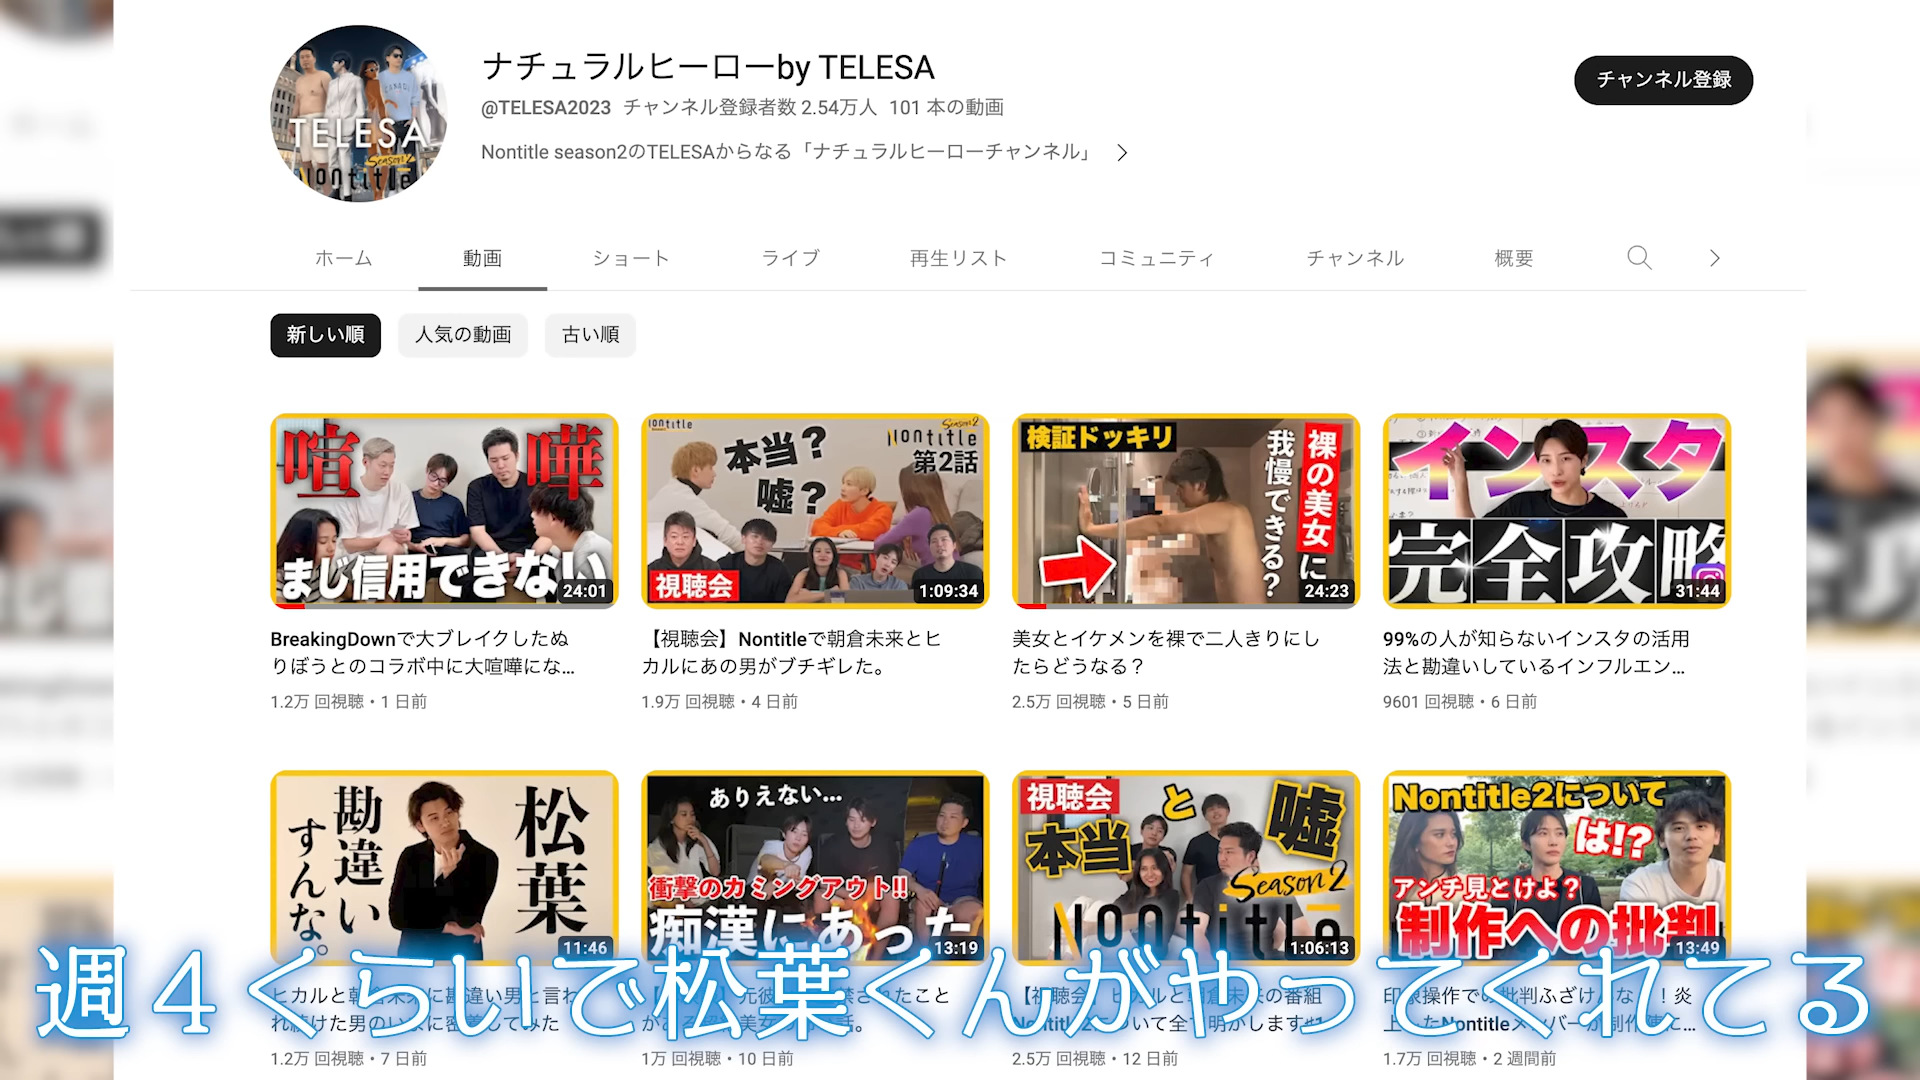 ナチュラルヒーローby TELESA
@TELESA2023 チャンネル登録者数 2.54万人 101 本の動画
Nontitle season2のTELESAからなる「ナチュラルヒーローチャンネル」
チャンネル登録
TELESA
Season2
Nontitle
ホーム
動画
ショート
ライブ
再生リスト
コミュニティ
チャンネル
概要
新しい順
人気の動画
古い順
喧嘩
まじ信用できない
24:01
Nontitle
本当?
嘘?
Season2
Nontitle
第2話
視聴会
1:09:34
検証ドッキリ
裸の美女に
我慢できる?
24:23
インスタ
完全攻略
31:44
BreakingDownで大ブレイクしたぬ
りぼうとのコラボ中に大喧嘩にな...
1.2万 回視聴・1 日前
【視聴会】Nontitleで朝倉未来とヒ
カルにあの男がブチギレた。
1.9万 回視聴・4 日前
美女とイケメンを裸で二人きりにし
たらどうなる？
2.5万 回視聴・5 日前
99%の人が知らないインスタの活用
法と勘違いしているインフルエン...
9601 回視聴・6 日前
松葉
勘違い
すんな。
11:46
ありえない...
衝撃のカミングアウト!!
痴漢にあった
13:19
視聴会
本当と嘘
Season2
Nontitle
1:06:13
Nontitle2について
は!?
アンチ見とけよ?
制作への批判
13:49
週４くらいで松葉くんがやってくれてる
1.2万 回視聴・7 日前
1万 回視聴・10 日前
2.5万 回視聴・12 日前
1.7万 回視聴・2 週間前